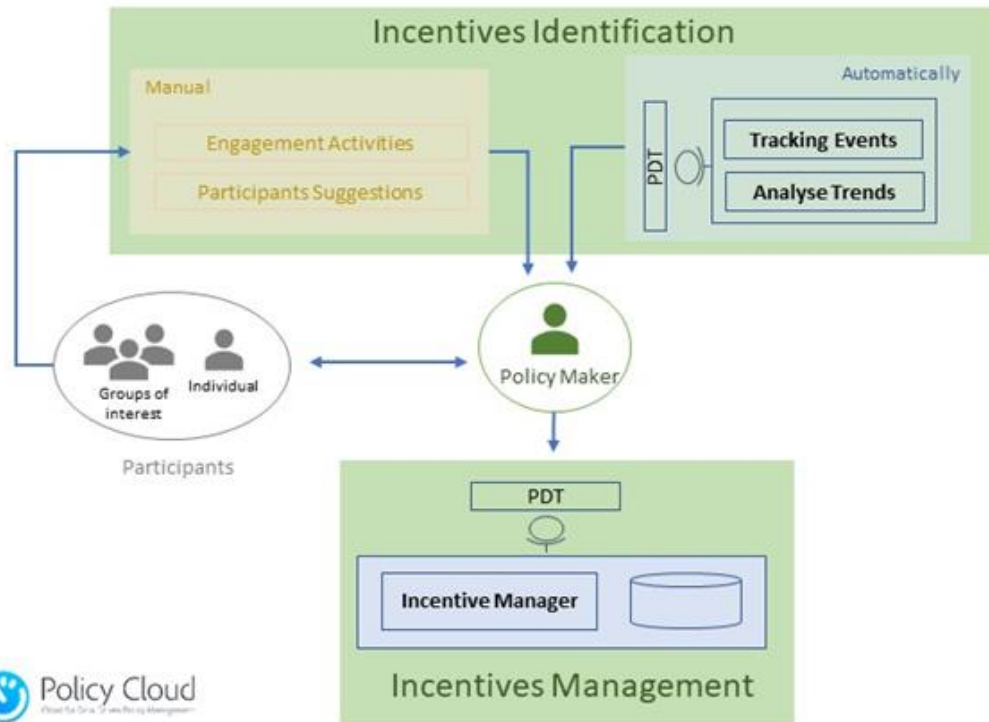 Incentives Identification
Manual
Engagement Activities
Participants Suggestions
Automatically
PDT
Tracking Events
Analyse Trends
Groups of
interest
Individual
Participants
Policy Maker
PDT
Incentive Manager
Incentives Management
Policy Cloud